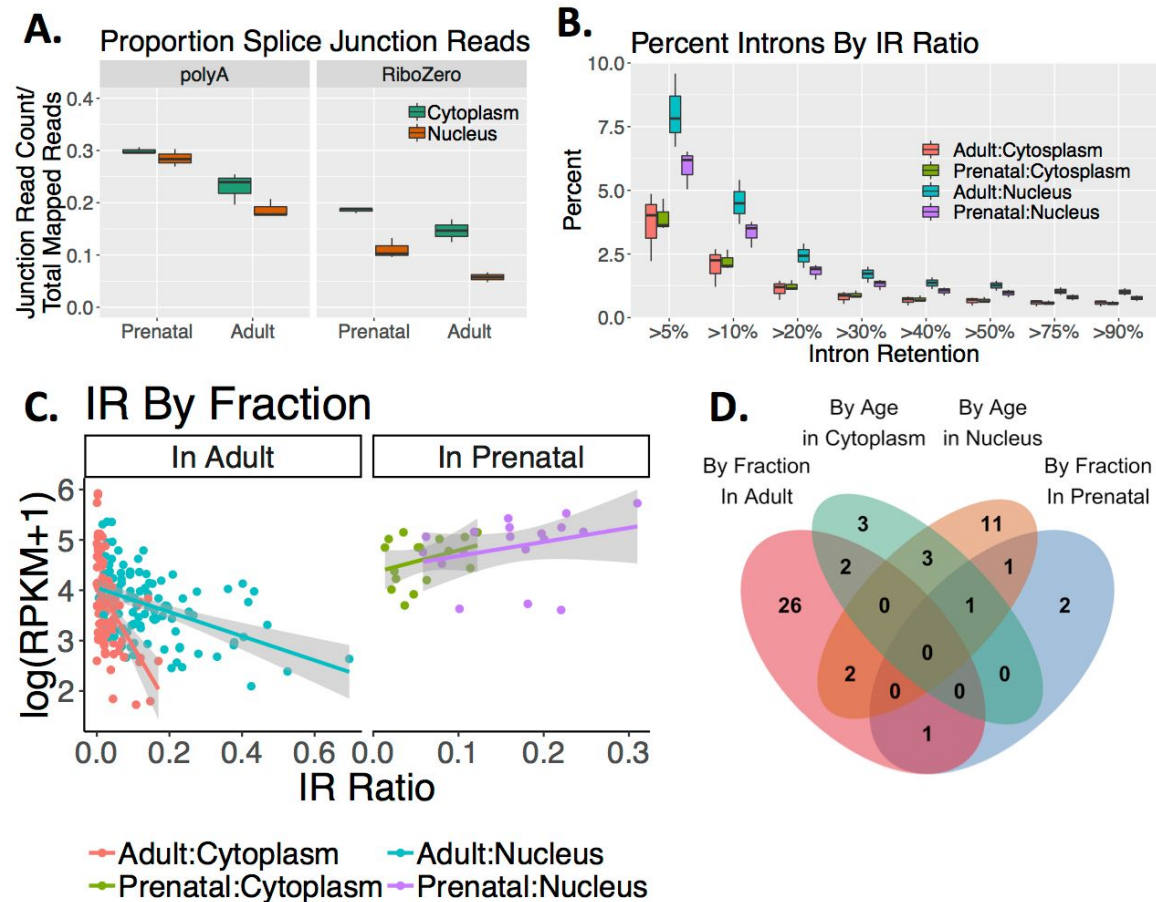 A.
Proportion Splice Junction Reads
polyA
RiboZero
Junction Read Count/
Total Mapped Reads
0.4
0.3
0.2
0.1
0.0
Cytoplasm
Nucleus
Prenatal
Adult
Prenatal
Adult
B.
Percent Introns By IR Ratio
Percent
10.0
7.5
5.0
2.5
0.0
Adult:Cytosplasm
Prenatal:Cytosplasm
Adult:Nucleus
Prenatal:Nucleus
>5%
>10%
>20%
>30%
>40%
>50%
>75%
>90%
Intron Retention
C.
IR By Fraction
In Adult
In Prenatal
log(RPKM+1)
6
5
4
3
2
0.0
0.2
0.4
0.6
0.0
0.1
0.2
0.3
IR Ratio
Adult:Cytoplasm
Adult:Nucleus
Prenatal:Cytoplasm
Prenatal:Nucleus
D.
By Age
in Cytoplasm
By Age
in Nucleus
By Fraction
In Adult
By Fraction
In Prenatal
3
11
2
3
1
26
0
1
2
0
2
0
0
0
1